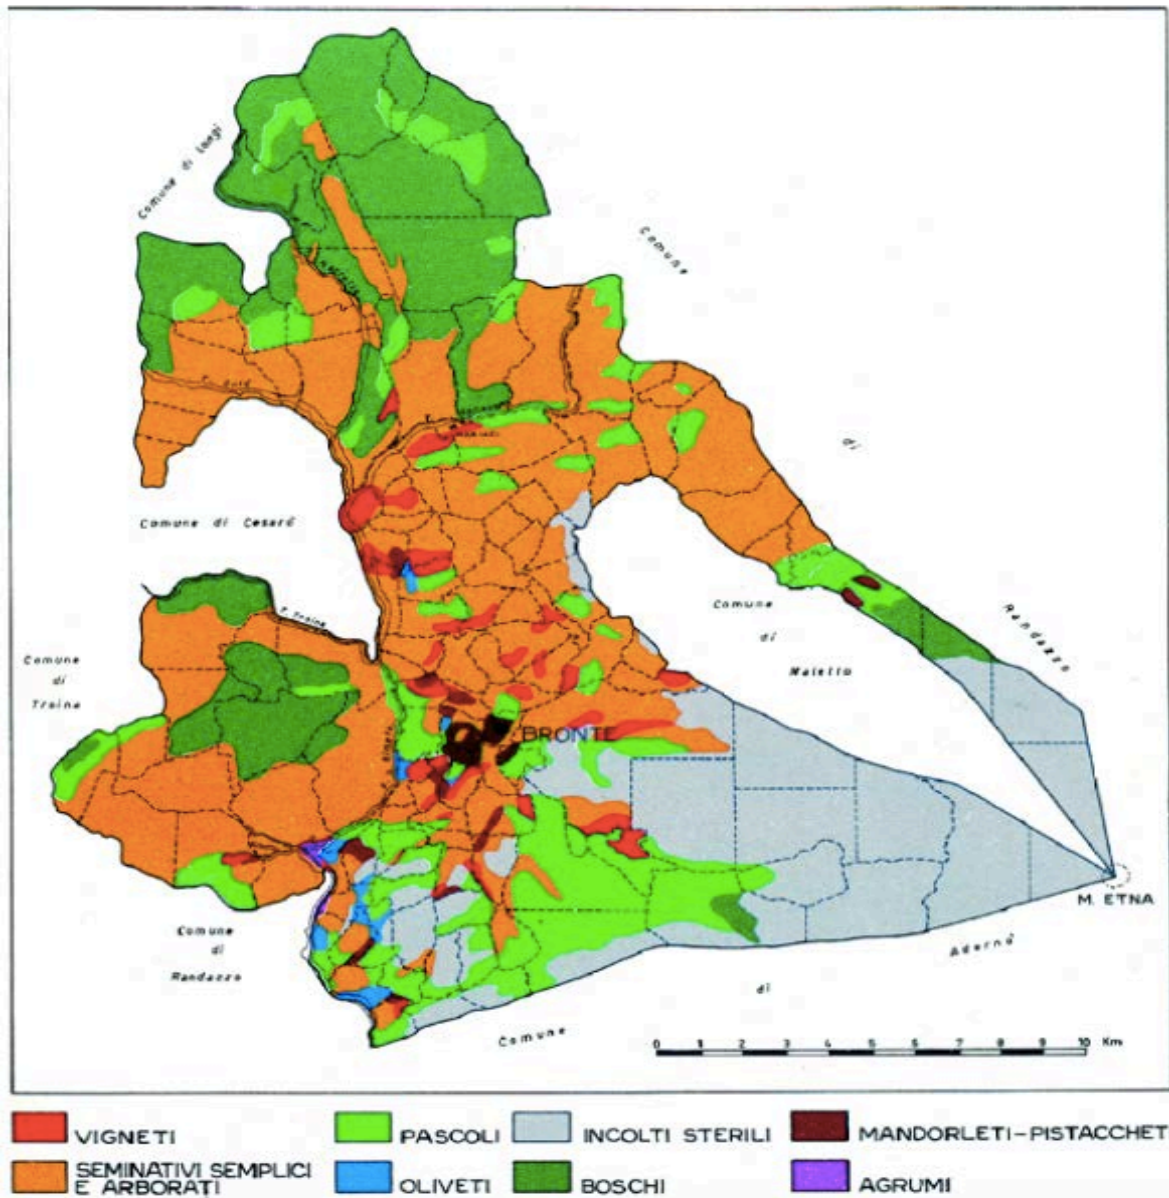 Comune di Longi
Comune
di
Randazzo
Comune di Cesarò
F. Troina
Comune
di
Maletto
Comune
di
Troina
BRONTE
M. ETNA
Comune
di
Randazzo
Comune
di
Adernò
0 1 2 3 4 5 6 7 8 9 10 Km
VIGNETI
PASCOLI
INCOLTI STERILI
MANDORLETI-PISTACCHET
SEMINATIVI SEMPLICI
E ARBORATI
OLIVETI
BOSCHI
AGRUMI